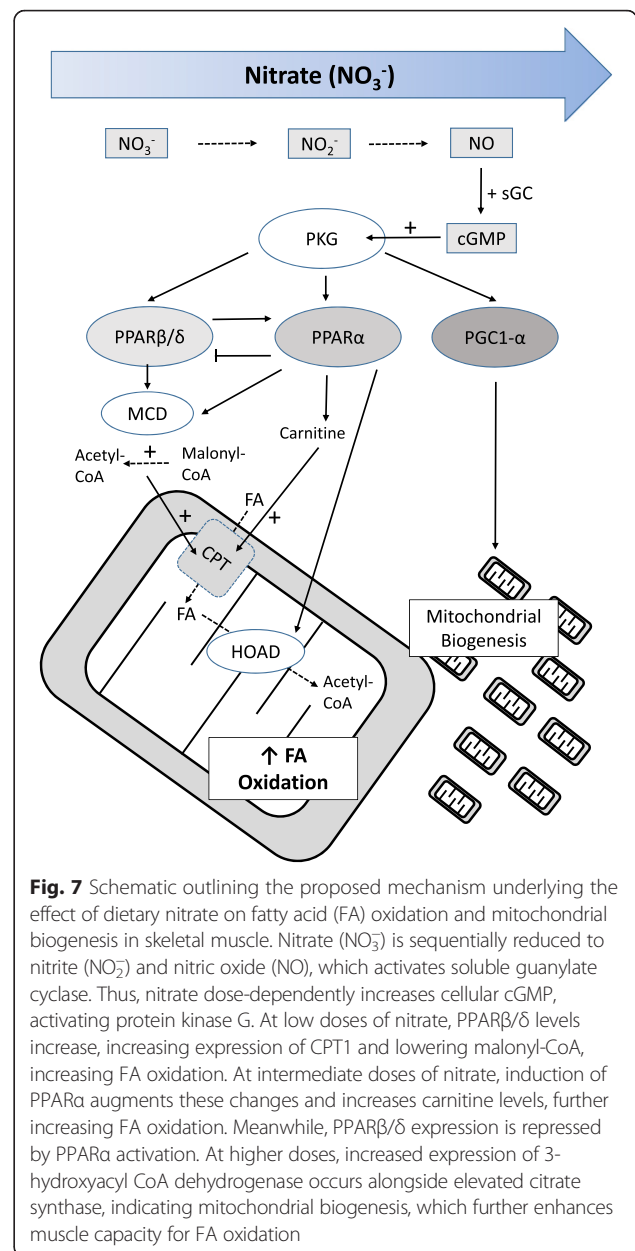 Nitrate (NO₃⁻)
NO₃⁻ NO₂⁻ NO
+ sGC
PKG + cGMP
PPARβ/δ PPARα PGC1-α
MCD
Carnitine
Acetyl-CoA + Malonyl-CoA
FA
+ +
CPT
FA
HOAD
Mitochondrial
Biogenesis
Acetyl-
CoA
↑ FA
Oxidation
Fig. 7 Schematic outlining the proposed mechanism underlying the
effect of dietary nitrate on fatty acid (FA) oxidation and mitochondrial
biogenesis in skeletal muscle. Nitrate (NO₃⁻) is sequentially reduced to
nitrite (NO₂⁻) and nitric oxide (NO), which activates soluble guanylate
cyclase. Thus, nitrate dose-dependently increases cellular cGMP,
activating protein kinase G. At low doses of nitrate, PPARβ/δ levels
increase, increasing expression of CPT1 and lowering malonyl-CoA,
increasing FA oxidation. At intermediate doses of nitrate, induction of
PPARα augments these changes and increases carnitine levels, further
increasing FA oxidation. Meanwhile, PPARβ/δ expression is repressed
by PPARα activation. At higher doses, increased expression of 3-
hydroxyacyl CoA dehydrogenase occurs alongside elevated citrate
synthase, indicating mitochondrial biogenesis, which further enhances
muscle capacity for FA oxidation